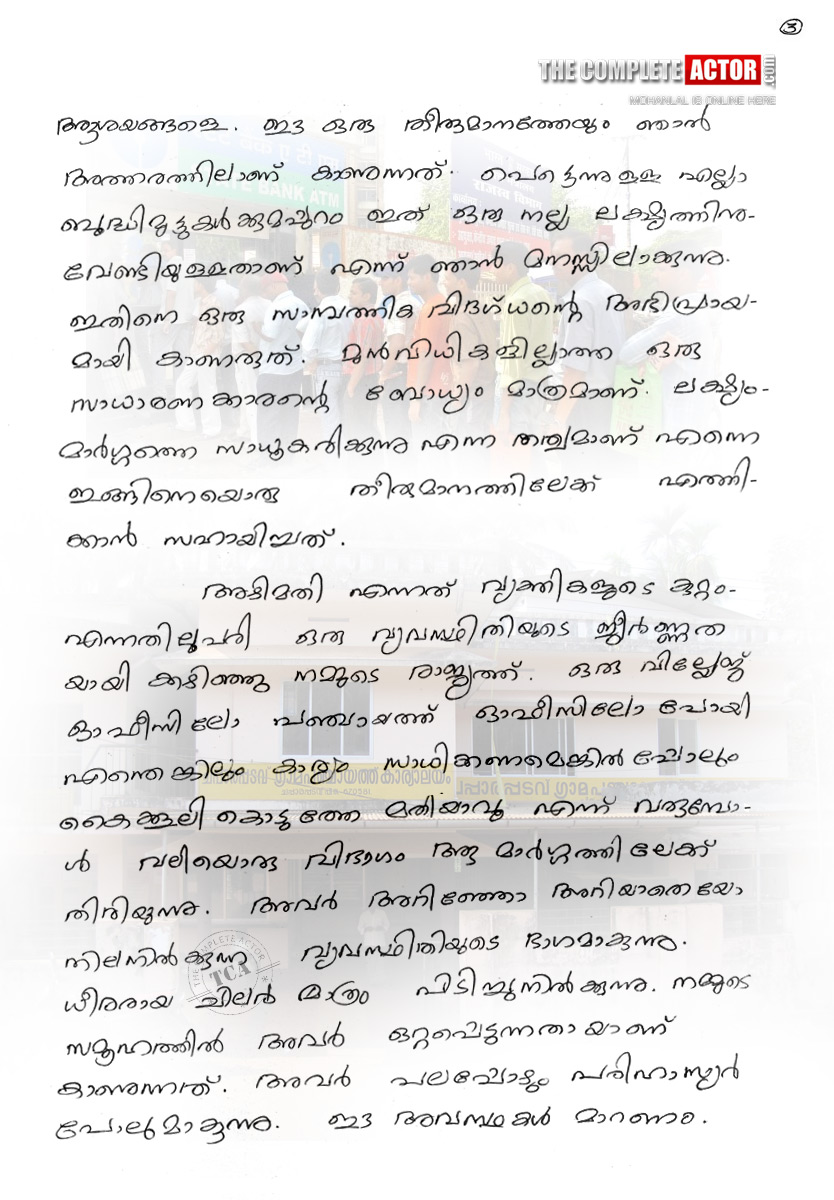 ③
THE COMPLETE ACTOR .com
MOHANLAL IS ONLINE HERE
ആശയങ്ങളെ. ഈ ഒരു തീരുമാനത്തേയും ഞാൻ
അത്തരത്തിലാണ് കാണുന്നത്. പെട്ടെന്നുള്ള എല്ലാ
ബുദ്ധിമുട്ടുകൾക്കുമപ്പുറം ഇത് ഒരു നല്ല ലക്ഷ്യത്തിനു-
വേണ്ടിയുള്ളതാണ് എന്ന് ഞാൻ മനസ്സിലാക്കുന്നു.
ഇതിനെ ഒരു സാമ്പത്തിക വിദഗ്ധന്റെ അഭിപ്രായ-
മായി കാണരുത്. മുൻവിധികളില്ലാത്ത ഒരു
സാധാരണക്കാരന്റെ ബോധ്യം മാത്രമാണ്. ലക്ഷ്യം-
മാർഗ്ഗത്തെ സാധൂകരിക്കുന്നു എന്ന തത്വമാണ് എന്നെ
ഇങ്ങിനെയൊരു തീരുമാനത്തിലേക്ക് എത്തി-
ക്കാൻ സഹായിച്ചത്.
അഴിമതി എന്നത് വ്യക്തികളുടെ കുറ്റം-
എന്നതിലുപരി ഒരു വ്യവസ്ഥിതിയുടെ ജീർണ്ണത
യായി കഴിഞ്ഞു നമ്മുടെ രാജ്യത്ത്. ഒരു വില്ലേജ്
ഓഫീസിലോ പഞ്ചായത്ത് ഓഫീസിലോ പോയി
എന്തെങ്കിലും കാര്യം സാധിക്കണമെങ്കിൽപ്പോലും
കൈക്കൂലി കൊടുത്തേ മതിയാവൂ എന്ന് വരുമ്പോ-
ൾ വലിയൊരു വിഭാഗം ആ മാർഗ്ഗത്തിലേക്ക്
തിരിയുന്നു. അവർ അറിഞ്ഞോ അറിയാതെയോ
നിലനിൽക്കുന്ന വ്യവസ്ഥിതിയുടെ ഭാഗമാകുന്നു.
ധീരരായ ചിലർ മാത്രം പിടിച്ചുനിൽക്കുന്നു. നമ്മുടെ
സമൂഹത്തിൽ അവർ ഒറ്റപ്പെടുന്നതായാണ്
കാണുന്നത്. അവർ പലപ്പോഴും പരിഹാസ്യർ
പോലുമാകുന്നു. ഈ അവസ്ഥകൾ മാറണം.
THE COMPLETE ACTOR
TCA